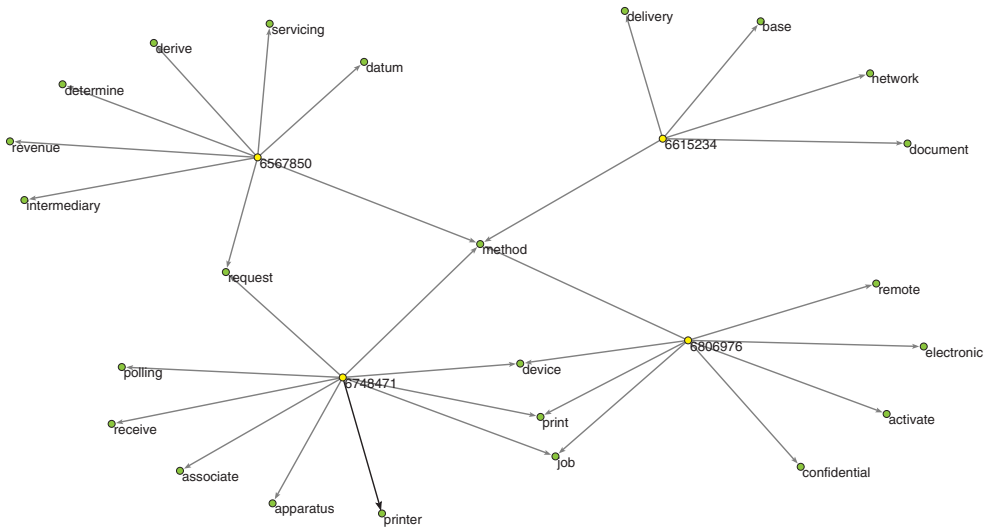 delivery
base
servicing
derive
datum
network
determine
revenue
6567850
6615234
document
intermediary
method
request
remote
6806976
electronic
polling
6748471
device
receive
print
activate
associate
job
confidential
apparatus
printer